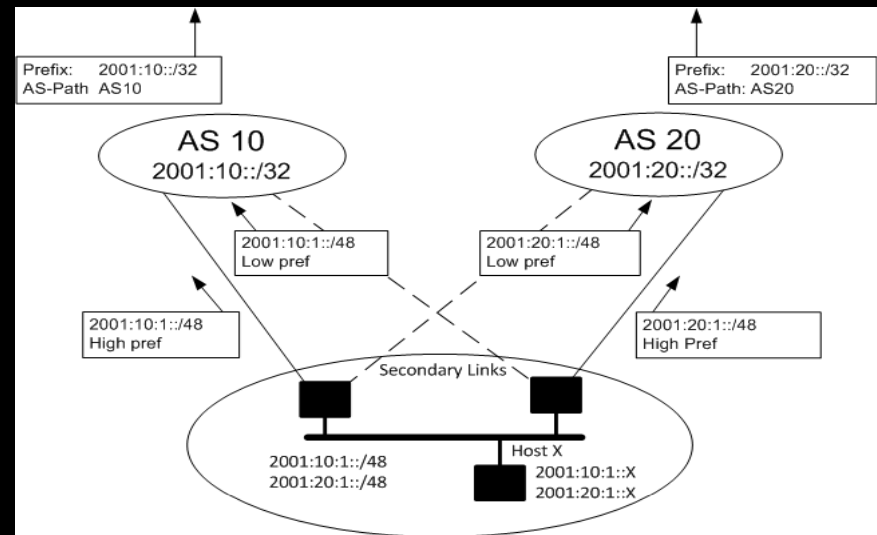 Prefix: 2001:10::/32
AS-Path AS10
Prefix: 2001:20::/32
AS-Path: AS20
AS 10
2001:10::/32
AS 20
2001:20::/32
2001:10:1::/48
Low pref
2001:20:1::/48
Low pref
2001:10:1::/48
High pref
2001:20:1::/48
High Pref
Secondary Links
Host X
2001:10:1::/48
2001:20:1::/48
2001:10:1::X
2001:20:1::X